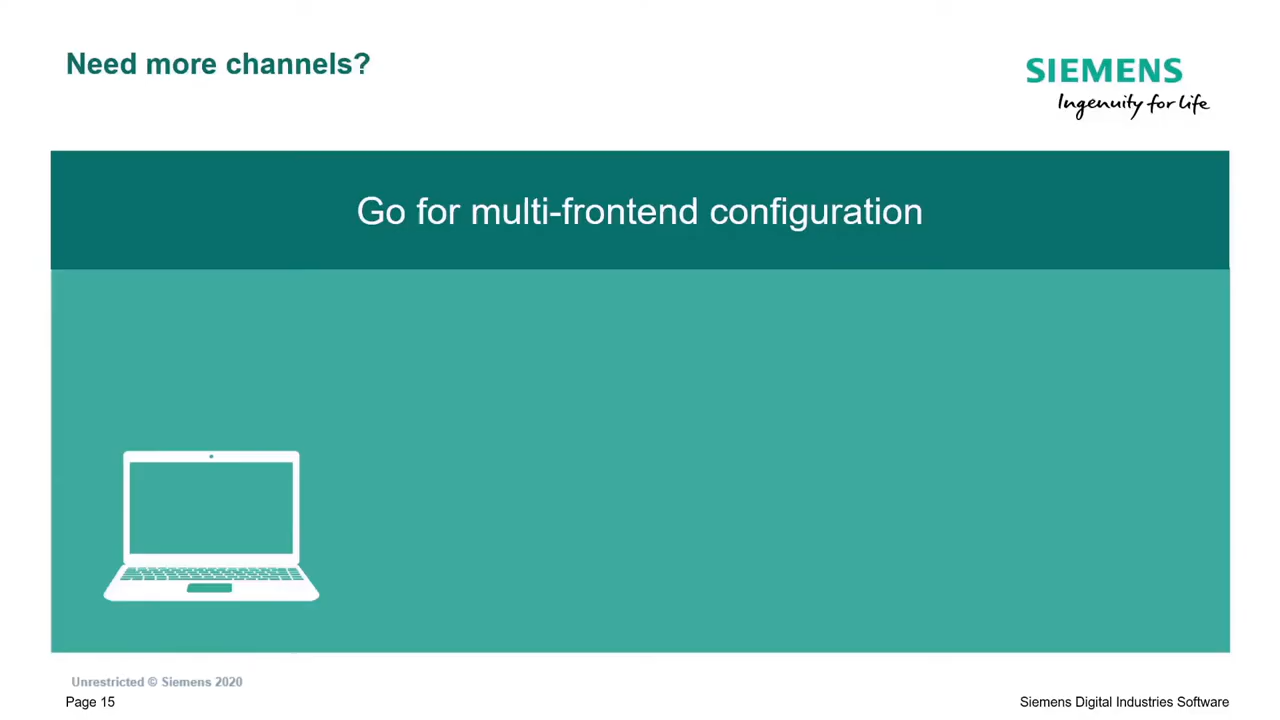 Need more channels?
SIEMENS
Ingenuity for life
Go for multi-frontend configuration
Unrestricted © Siemens 2020
Page 15
Siemens Digital Industries Software